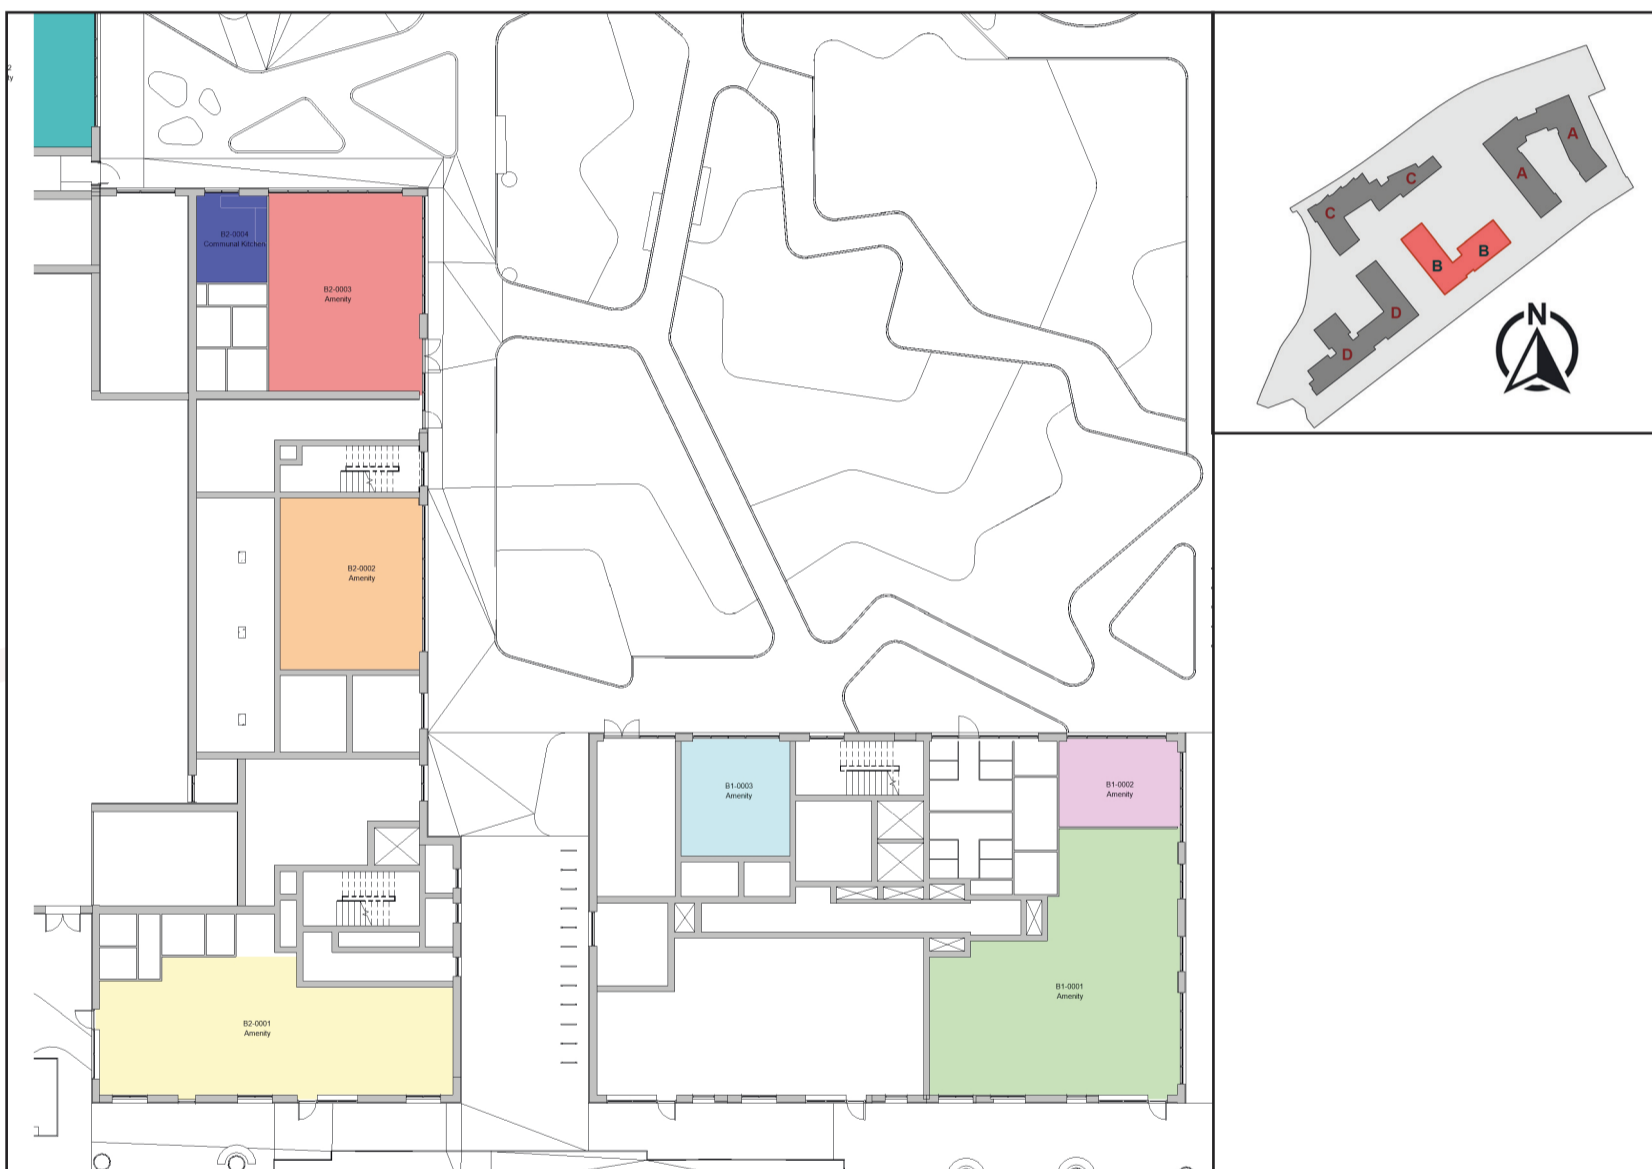 B2-0004
Communal Kitchen
B2-0003
Amenity
B2-0002
Amenity
B1-0003
Amenity
B1-0002
Amenity
B1-0001
Amenity
B2-0001
Amenity
A
A
C
C
B
B
D
D
N